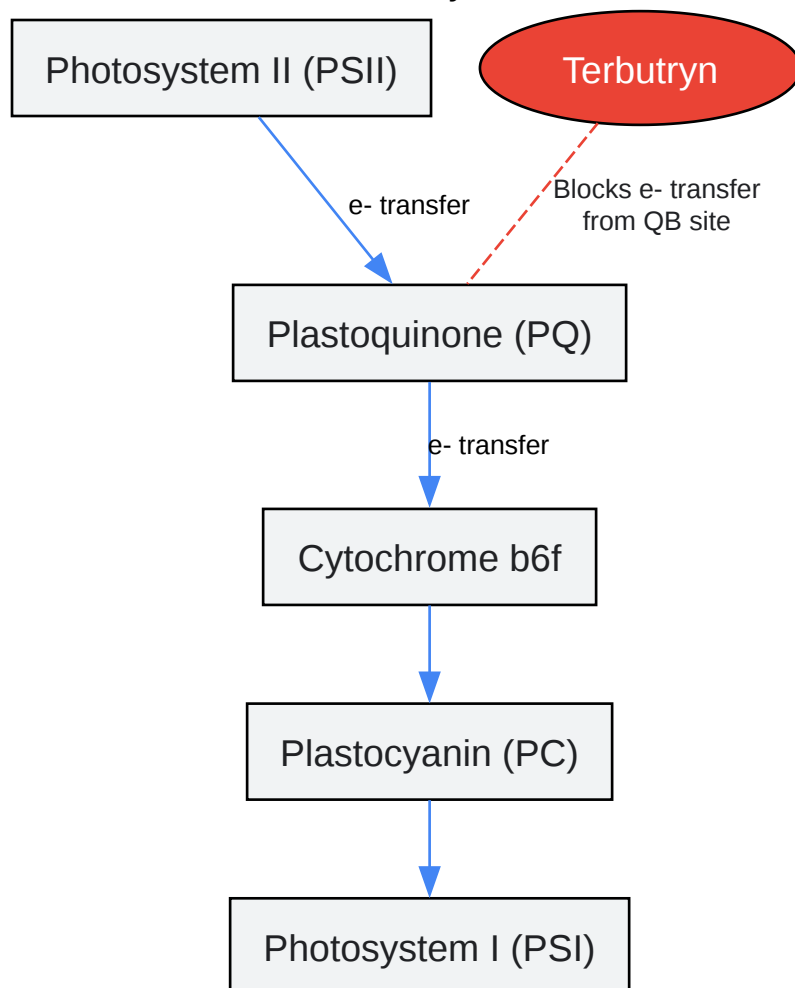 Photosystem II (PSII)
Terbutryn
e- transfer
Blocks e- transfer
from QB site
Plastoquinone (PQ)
e- transfer
Cytochrome b6f
Plastocyanin (PC)
Photosystem I (PSI)